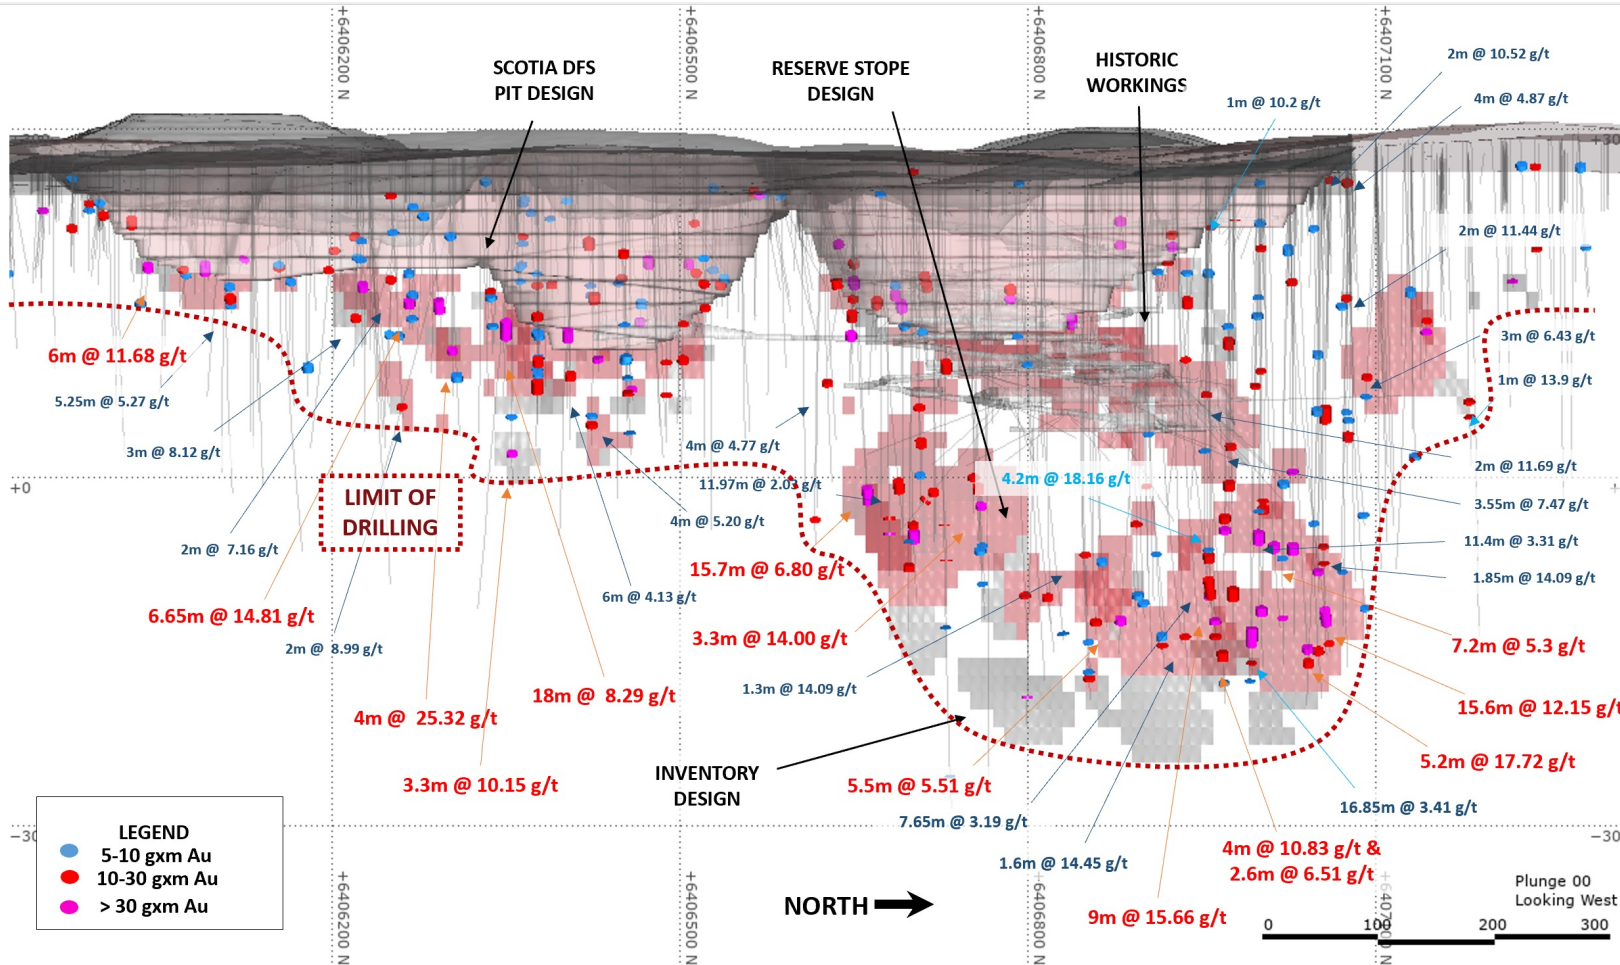 +6406200 N
+6406500 N
+6406800 N
+6407100 N
SCOTIA DFS
PIT DESIGN
RESERVE STOPE
DESIGN
HISTORIC
WORKINGS
2m @ 10.52 g/t
4m @ 4.87 g/t
1m @ 10.2 g/t
+30
2m @ 11.44 g/t
3m @ 6.43 g/t
1m @ 13.9 g/t
6m @ 11.68 g/t
5.25m @ 5.27 g/t
3m @ 8.12 g/t
4m @ 4.77 g/t
11.97m @ 2.03 g/t
4.2m @ 18.16 g/t
2m @ 11.69 g/t
3.55m @ 7.47 g/t
+0
LIMIT OF
DRILLING
4m @ 5.20 g/t
2m @ 7.16 g/t
11.4m @ 3.31 g/t
15.7m @ 6.80 g/t
1.85m @ 14.09 g/t
6m @ 4.13 g/t
6.65m @ 14.81 g/t
3.3m @ 14.00 g/t
2m @ 8.99 g/t
7.2m @ 5.3 g/t
18m @ 8.29 g/t
1.3m @ 14.09 g/t
4m @ 25.32 g/t
15.6m @ 12.15 g/t
5.2m @ 17.72 g/t
INVENTORY
DESIGN
3.3m @ 10.15 g/t
5.5m @ 5.51 g/t
7.65m @ 3.19 g/t
16.85m @ 3.41 g/t
-30
-30
LEGEND
5-10 gxm Au
10-30 gxm Au
> 30 gxm Au
1.6m @ 14.45 g/t
4m @ 10.83 g/t &
2.6m @ 6.51 g/t
9m @ 15.66 g/t
NORTH
Plunge 00
Looking West
0 100 200 300
+6406200 N
+6406500 N
+6406800 N